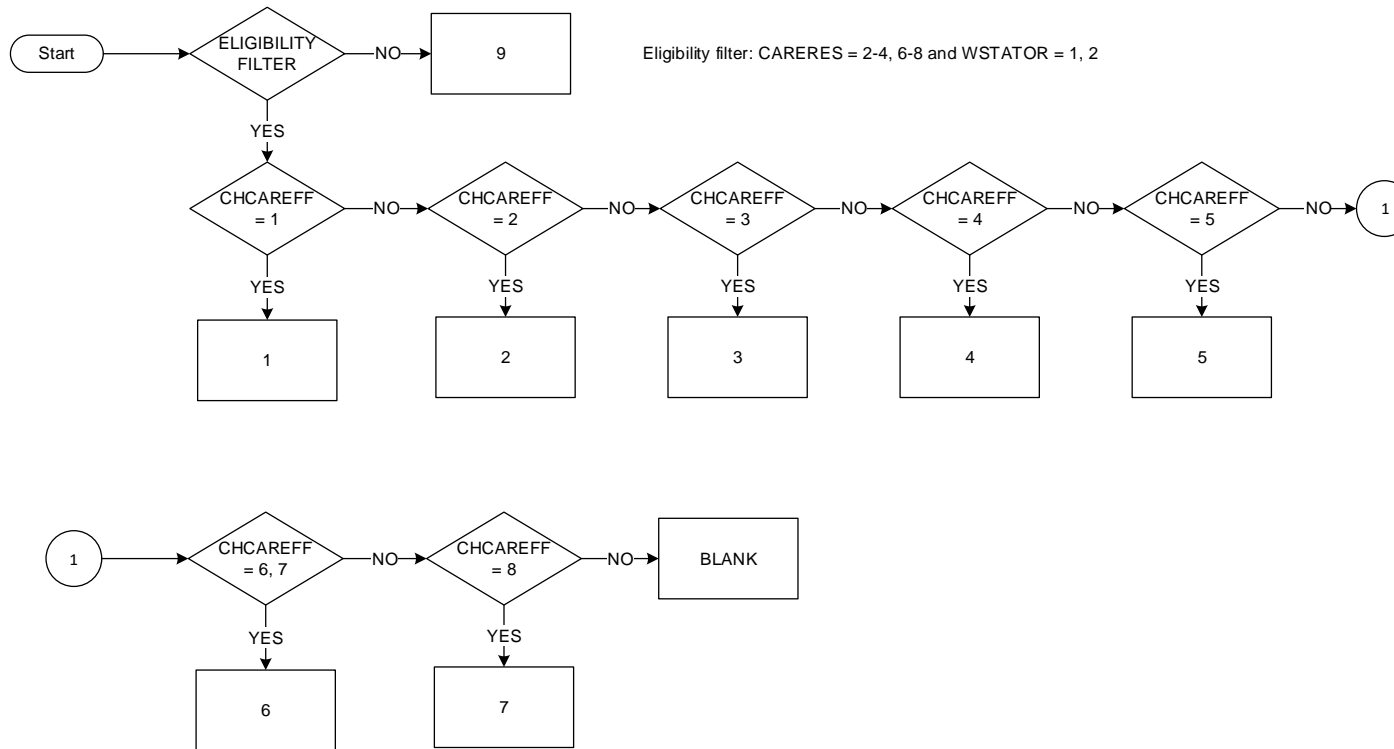 Start
ELIGIBILITY
FILTER
NO
9
Eligibility filter: CARERES = 2-4, 6-8 and WSTATOR = 1, 2
YES
CHCAREFF
= 1
NO
CHCAREFF
= 2
NO
CHCAREFF
= 3
NO
CHCAREFF
= 4
NO
CHCAREFF
= 5
NO
1
YES
YES
YES
YES
YES
1
2
3
4
5
1
CHCAREFF
= 6, 7
NO
CHCAREFF
= 8
NO
BLANK
YES
YES
6
7